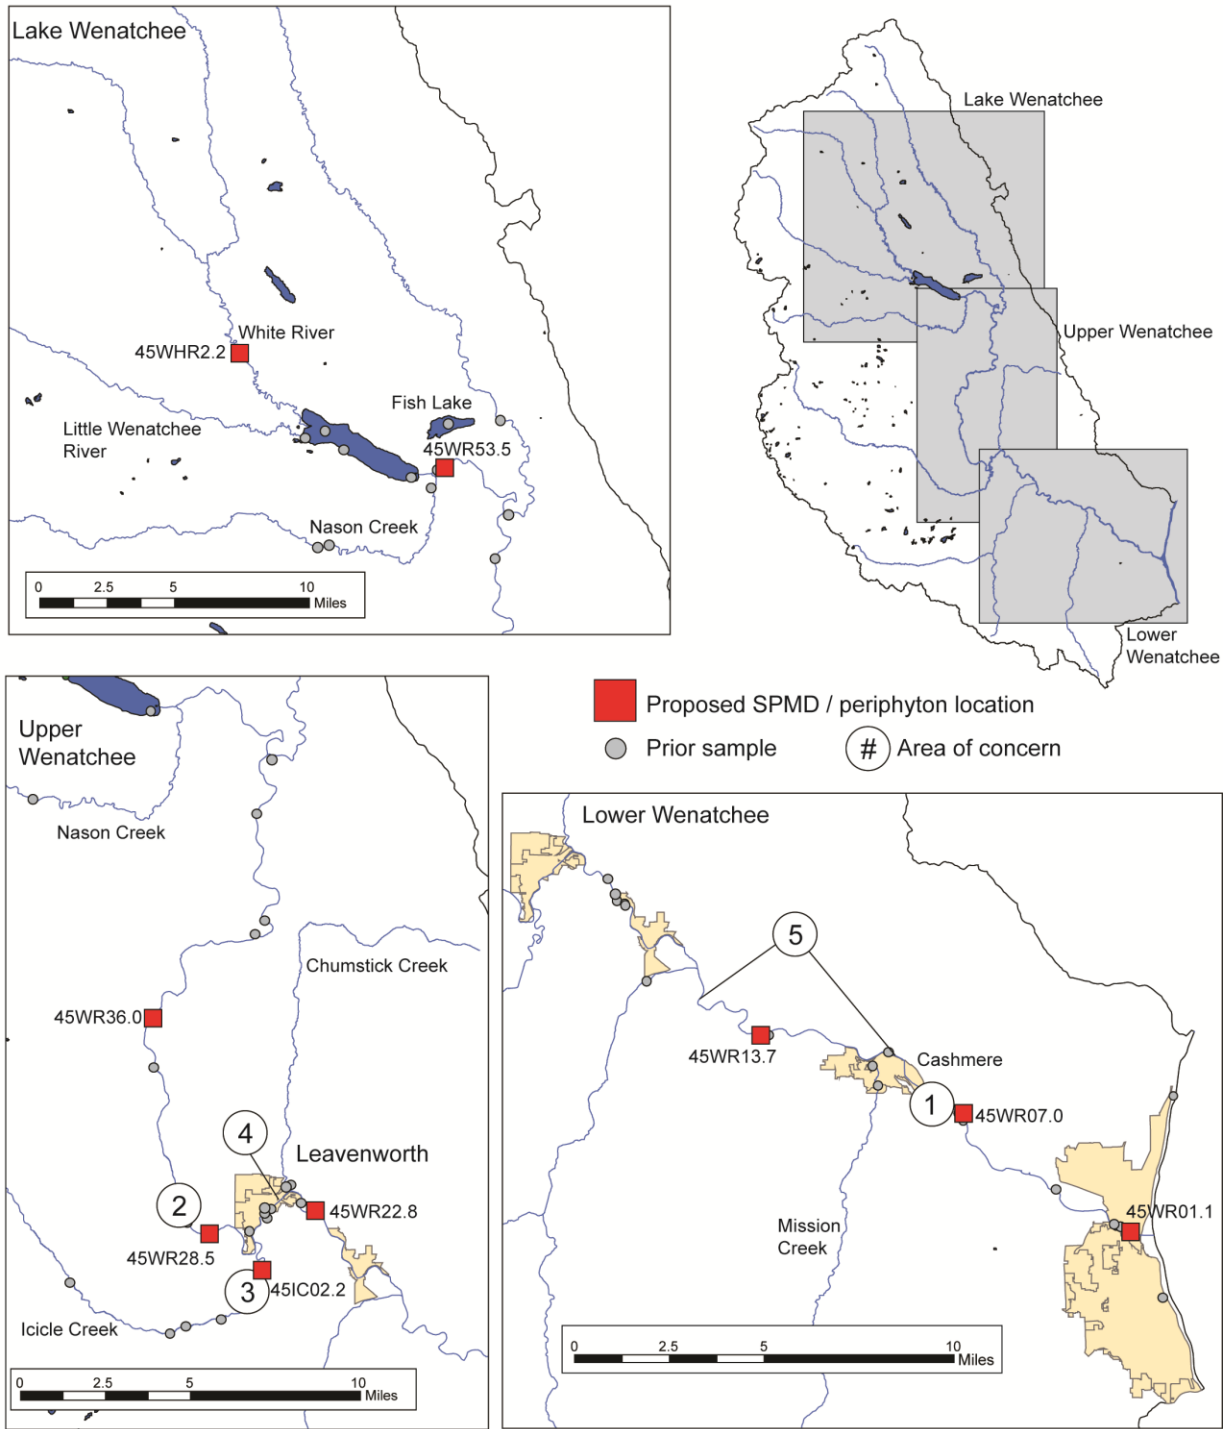 Lake Wenatchee
White River
45WHR2.2
Fish Lake
Little Wenatchee
River
45WR53.5
Nason Creek
0 2.5 5 10
Miles
Lake Wenatchee
Upper Wenatchee
Lower
Wenatchee
Proposed SPMD / periphyton location
Prior sample
# Area of concern
Upper
Wenatchee
Nason Creek
Chumstick Creek
45WR36.0
4
Leavenworth
2
45WR22.8
45WR28.5
3
45IC02.2
Icicle Creek
0 2.5 5 10
Miles
Lower Wenatchee
5
45WR13.7
Cashmere
1
45WR07.0
Mission
Creek
45WR01.1
0 2.5 5 10
Miles